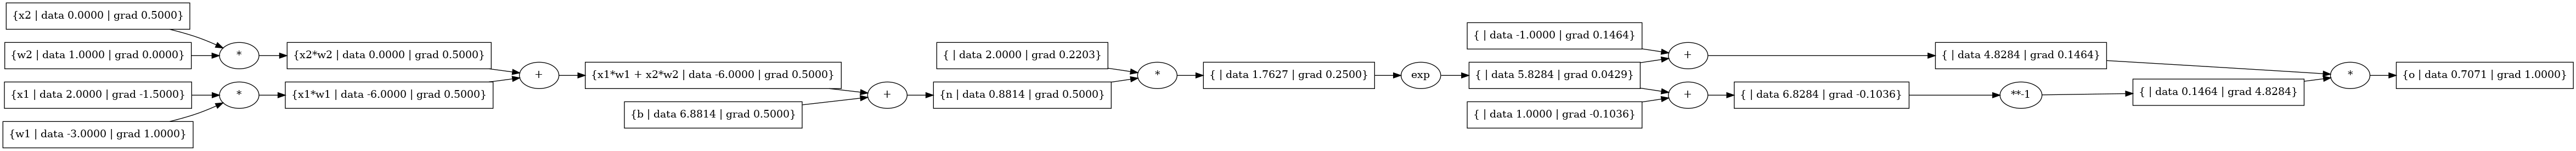 {x2 | data 0.0000 | grad 0.5000}
{w2 | data 1.0000 | grad 0.0000}
*
{x2*w2 | data 0.0000 | grad 0.5000}
{x1 | data 2.0000 | grad -1.5000}
{w1 | data -3.0000 | grad 1.0000}
*
{x1*w1 | data -6.0000 | grad 0.5000}
+
{x1*w1 + x2*w2 | data -6.0000 | grad 0.5000}
{b | data 6.8814 | grad 0.5000}
+
{ | data 2.0000 | grad 0.2203}
{n | data 0.8814 | grad 0.5000}
*
{ | data 1.7627 | grad 0.2500}
exp
{ | data -1.0000 | grad 0.1464}
{ | data 5.8284 | grad 0.0429}
{ | data 1.0000 | grad -0.1036}
+
+
{ | data 6.8284 | grad -0.1036}
**-1
{ | data 4.8284 | grad 0.1464}
{ | data 0.1464 | grad 4.8284}
*
{o | data 0.7071 | grad 1.0000}